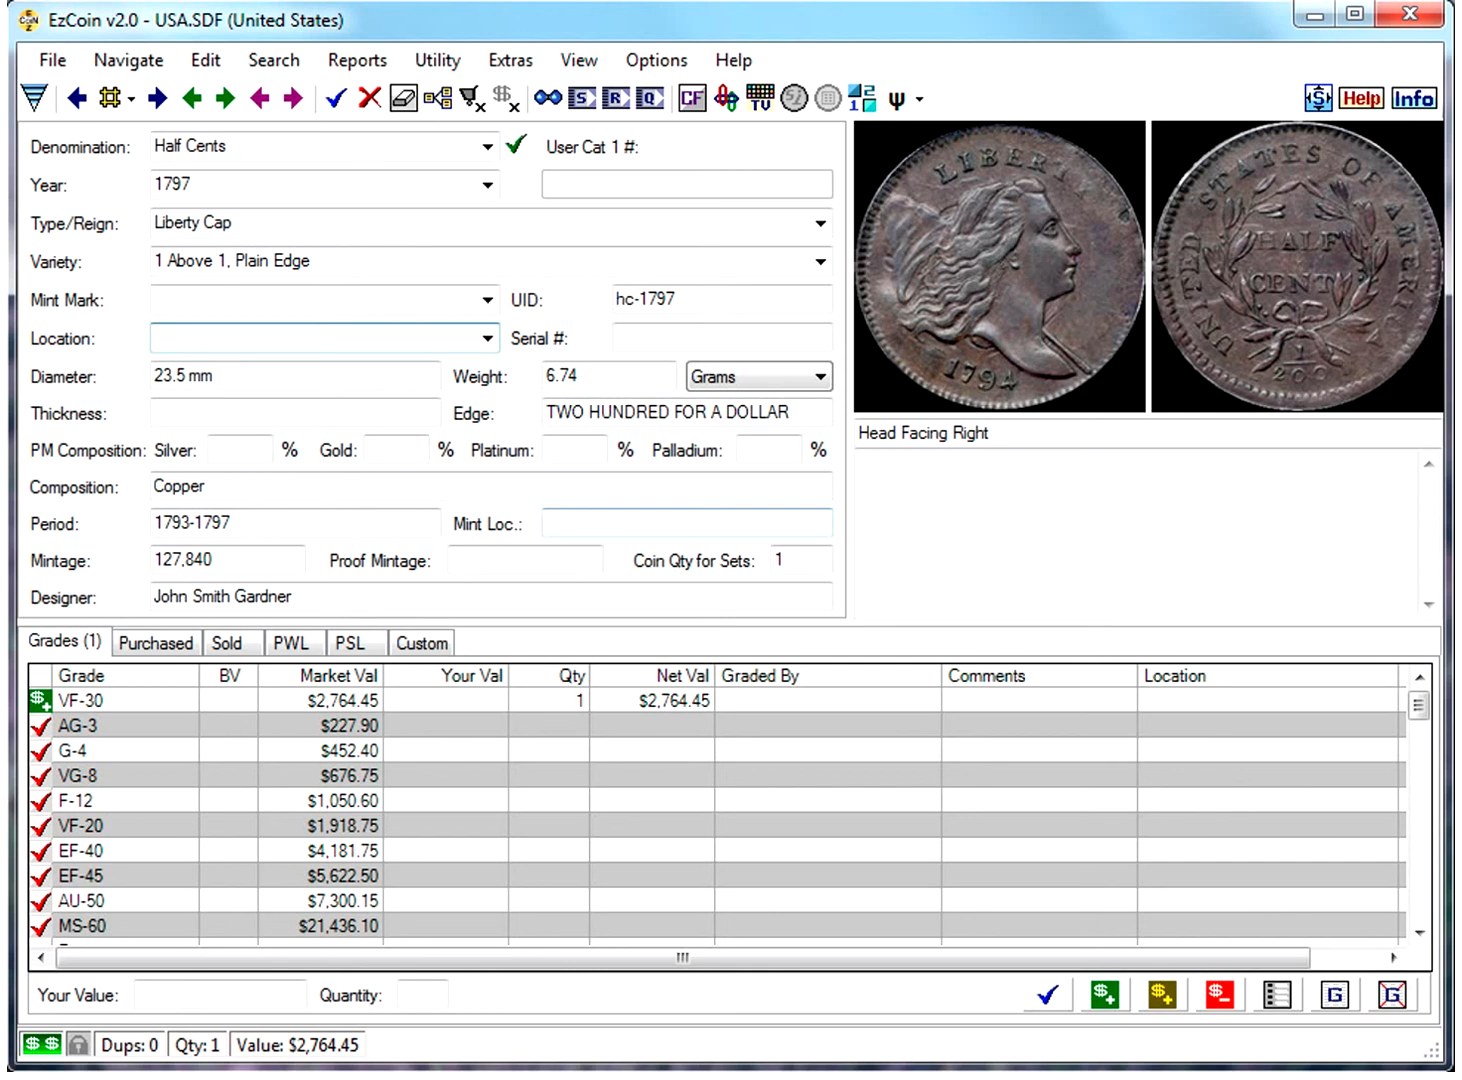 EzCoin v2.0 - USA.SDF (United States)
File Navigate Edit Search Reports Utility Extras View Options Help
S R Q CF TV Help Info
Denomination: Half Cents User Cat 1 #:
Year: 1797
Type/Reign: Liberty Cap
Variety: 1 Above 1, Plain Edge
Mint Mark: UID: hc-1797
Location: Serial #:
Diameter: 23.5 mm Weight: 6.74 Grams
Thickness: Edge: TWO HUNDRED FOR A DOLLAR
PM Composition: Silver: % Gold: % Platinum: % Palladium: %
Composition: Copper
Period: 1793-1797 Mint Loc.:
Mintage: 127,840 Proof Mintage: Coin Qty for Sets: 1
Designer: John Smith Gardner
LIBERTY
1794
UNITED STATES OF AMERICA
HALF
CENT
1
200
Head Facing Right
Grades (1) Purchased Sold PWL PSL Custom
Grade BV Market Val Your Val Qty Net Val Graded By Comments Location
VF-30 $2,764.45 1 $2,764.45
AG-3 $227.90
G-4 $452.40
VG-8 $676.75
F-12 $1,050.60
VF-20 $1,918.75
EF-40 $4,181.75
EF-45 $5,622.50
AU-50 $7,300.15
MS-60 $21,436.10
Your Value: Quantity:
$+ $+ $- G G
$ $ Dups: 0 Qty: 1 Value: $2,764.45